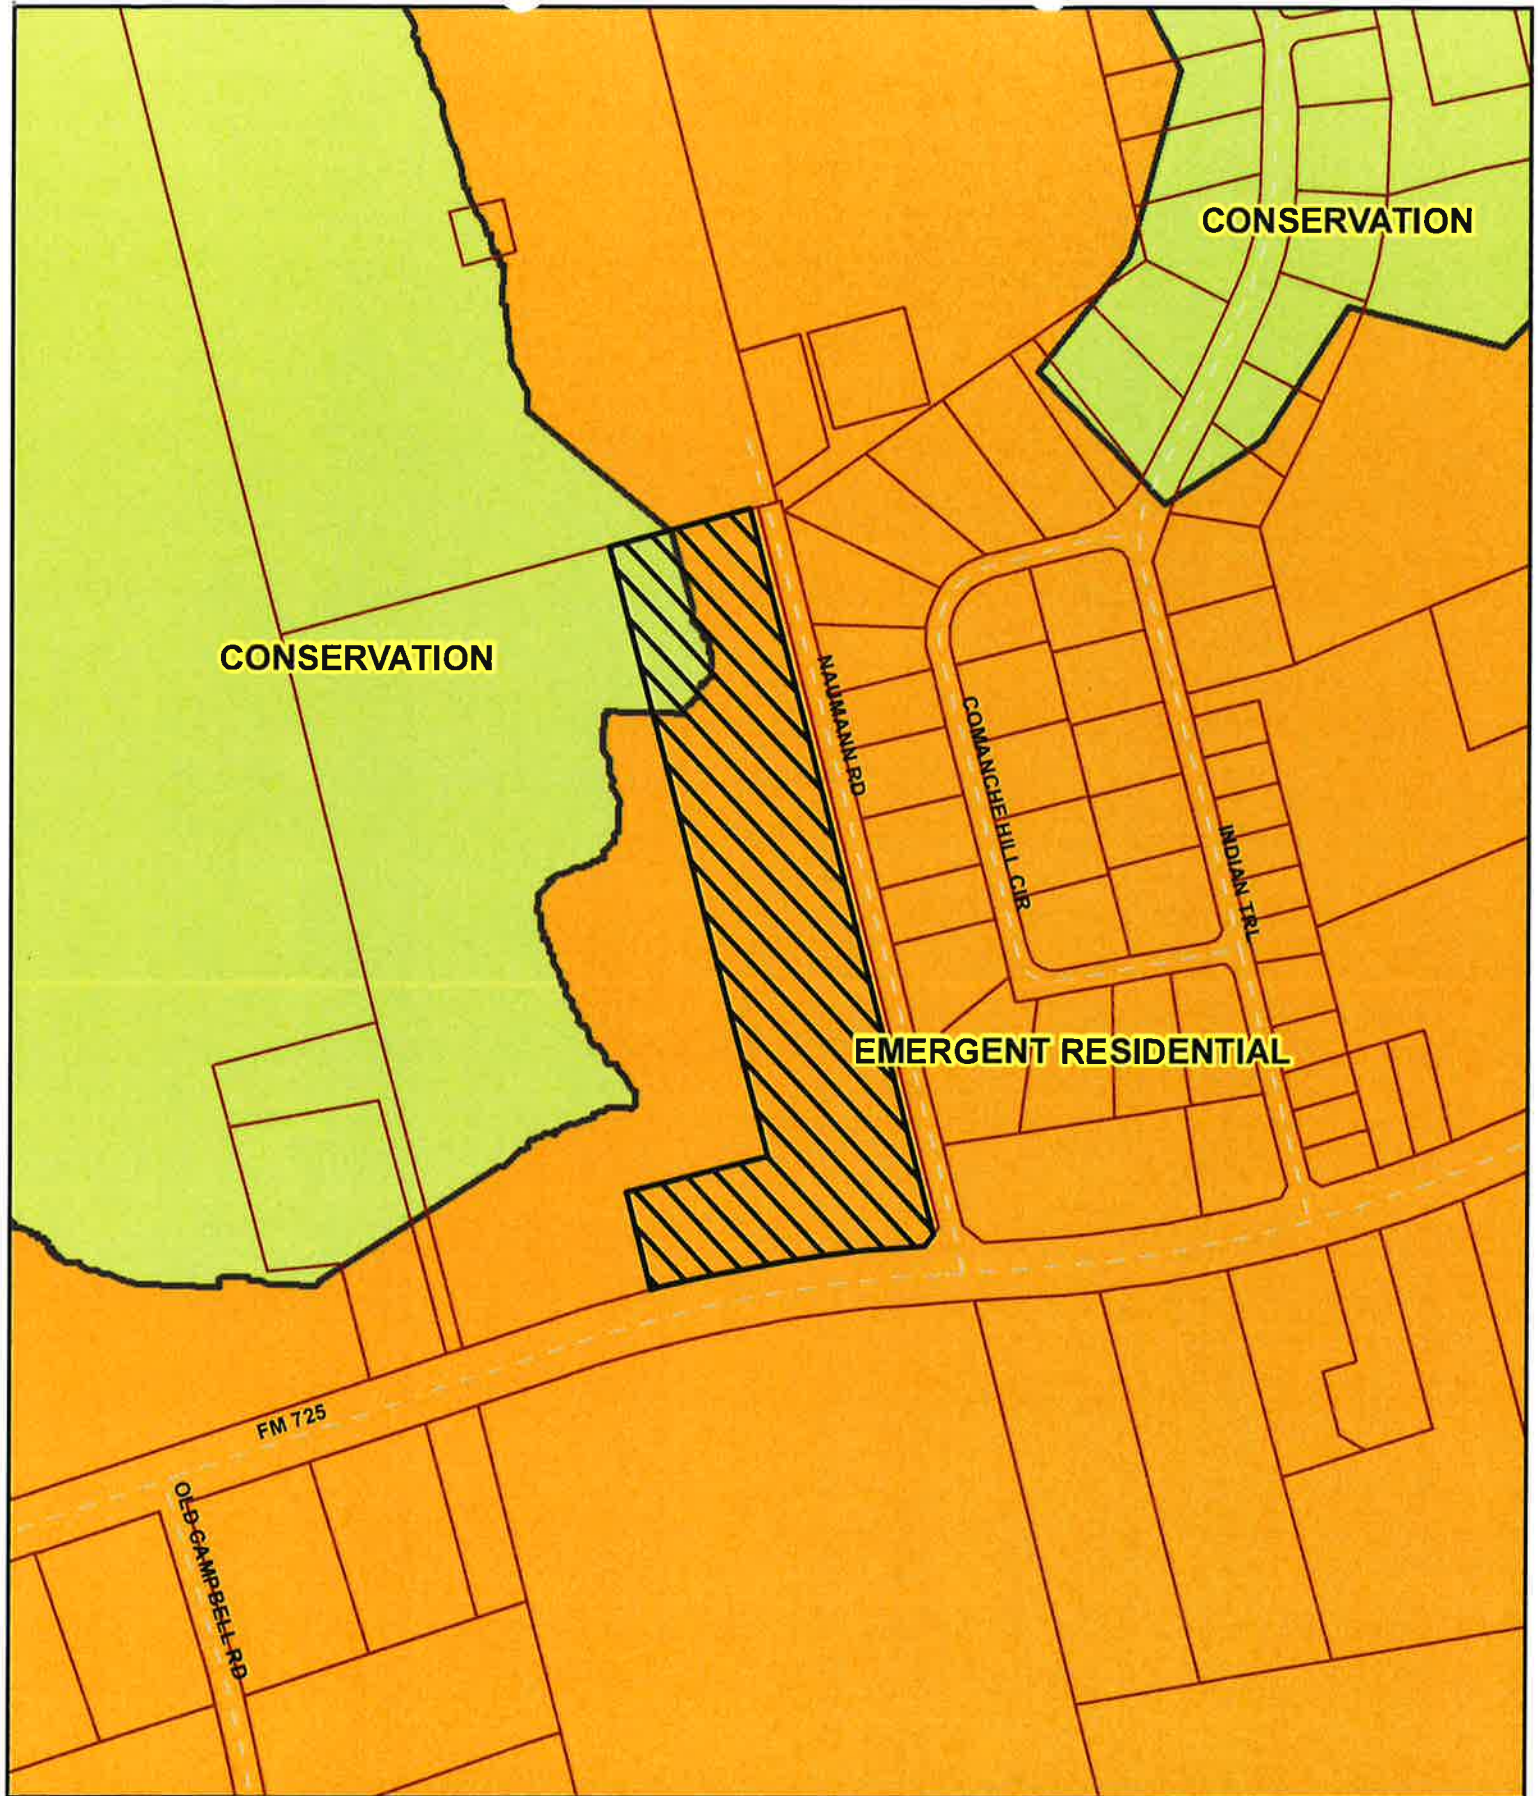 CONSERVATION
CONSERVATION
NAUMANN RD
COMANCHE HILL CIR
INDIAN TRL
EMERGENT RESIDENTIAL
FM 725
OLD CAMPBELL RD